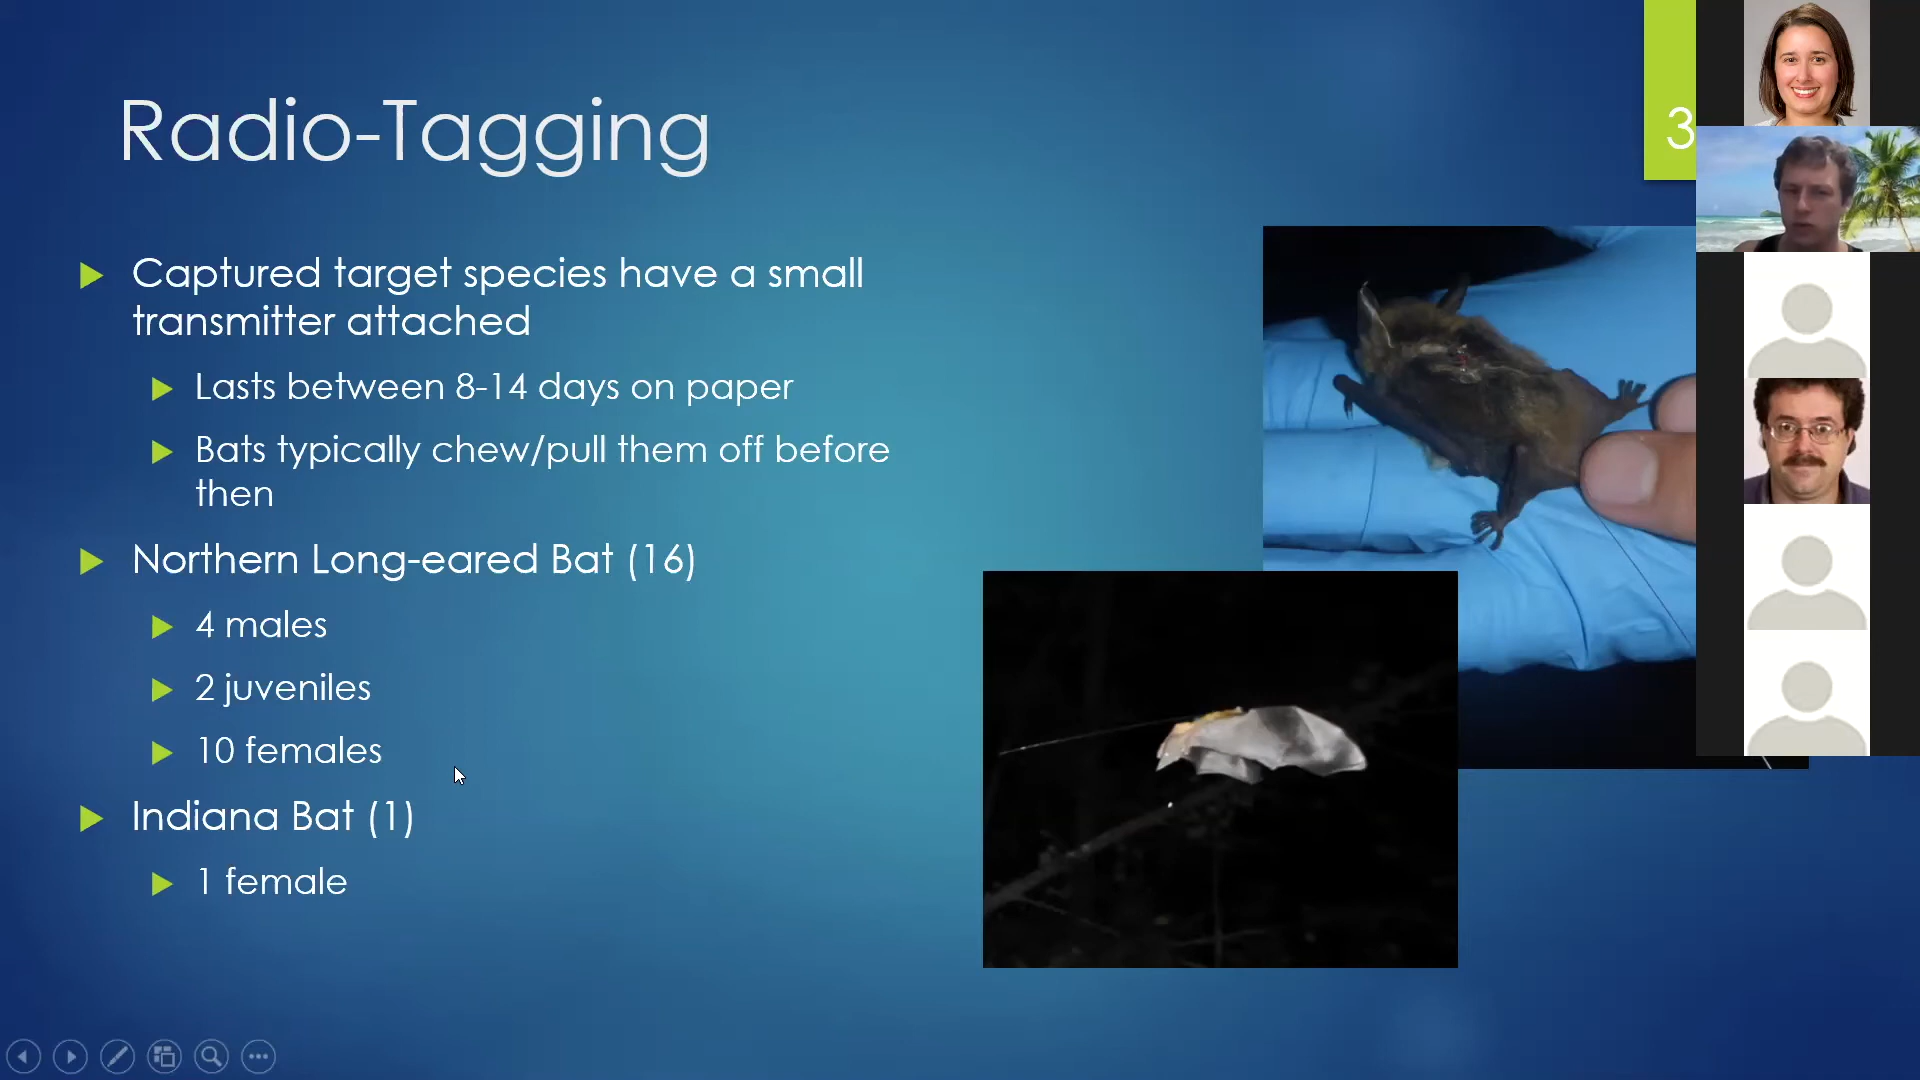 Radio-Tagging
3
Captured target species have a small
transmitter attached
Lasts between 8-14 days on paper
Bats typically chew/pull them off before
then
Northern Long-eared Bat (16)
4 males
2 juveniles
10 females
Indiana Bat (1)
1 female